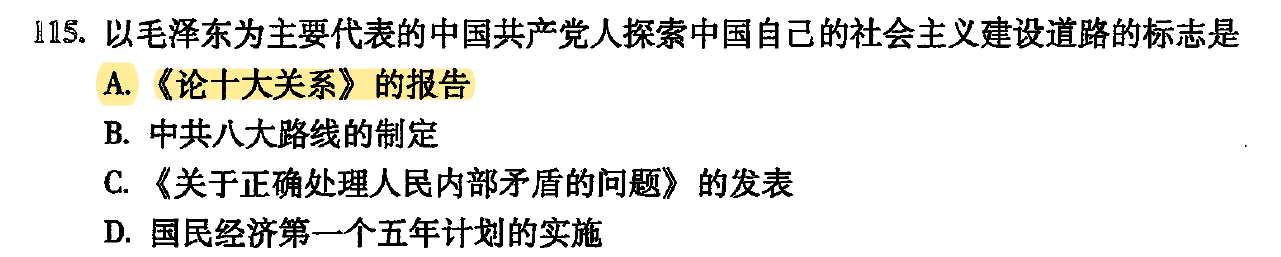 115. 以毛泽东为主要代表的中国共产党人探索中国自己的社会主义建设道路的标志是
A. 《论十大关系》的报告
B. 中共八大路线的制定
C. 《关于正确处理人民内部矛盾的问题》的发表
D. 国民经济第一个五年计划的实施